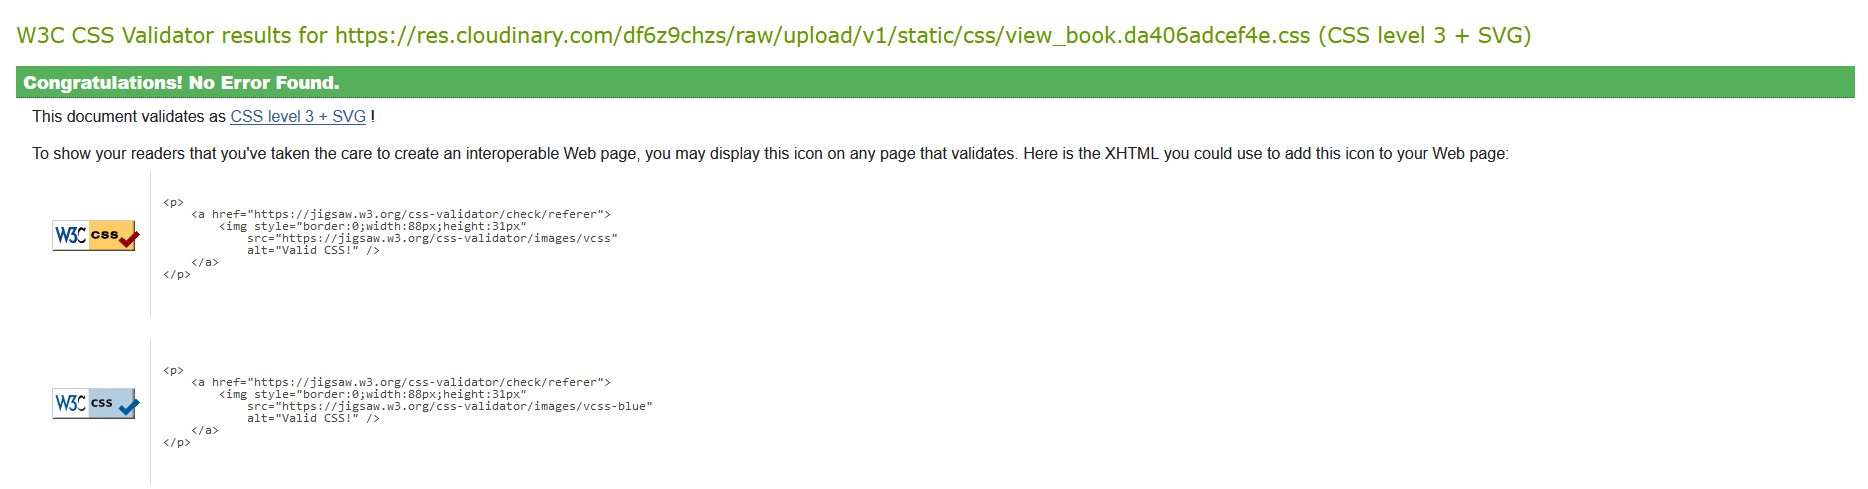 W3C CSS Validator results for https://res.cloudinary.com/df6z9chzs/raw/upload/v1/static/css/view_book.da406adcef4e.css (CSS level 3 + SVG)
Congratulations! No Error Found.
This document validates as CSS level 3 + SVG !
To show your readers that you've taken the care to create an interoperable Web page, you may display this icon on any page that validates. Here is the XHTML you could use to add this icon to your Web page:
W3C css
<p>
    <a href="https://jigsaw.w3.org/css-validator/check/referer">
        <img style="border:0;width:88px;height:31px"
            src="https://jigsaw.w3.org/css-validator/images/vcss"
            alt="Valid CSS!" />
    </a>
</p>
W3C css
<p>
    <a href="https://jigsaw.w3.org/css-validator/check/referer">
        <img style="border:0;width:88px;height:31px"
            src="https://jigsaw.w3.org/css-validator/images/vcss-blue"
            alt="Valid CSS!" />
    </a>
</p>